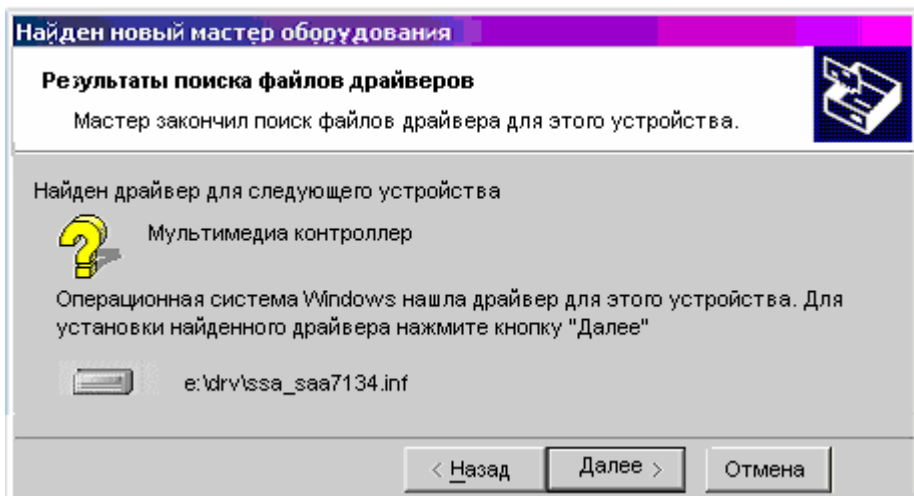 Найден новый мастер оборудования
Результаты поиска файлов драйверов
Мастер закончил поиск файлов драйвера для этого устройства.
Найден драйвер для следующего устройства
Мультимедиа контроллер
Операционная система Windows нашла драйвер для этого устройства. Для
установки найденного драйвера нажмите кнопку "Далее"
e:\drv\ssa_saa7134.inf
< Назад
Далее >
Отмена